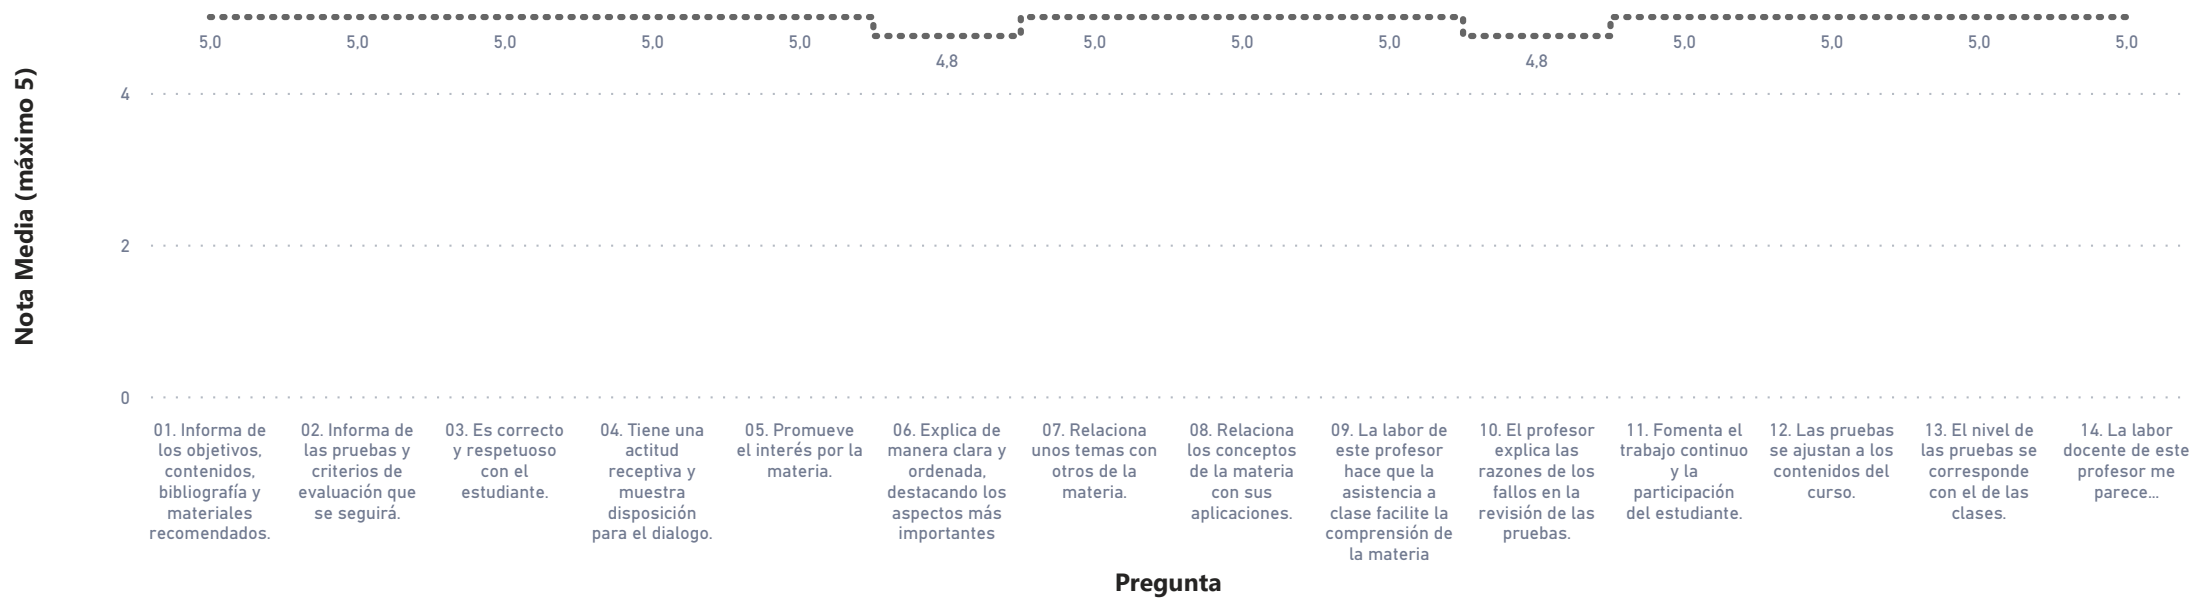 5,0
5,0
5,0
5,0
5,0
4,8
5,0
5,0
5,0
4,8
5,0
5,0
5,0
5,0
Nota Media (máximo 5)
4
2
0
01. Informa de
los objetivos,
contenidos,
bibliografía y
materiales
recomendados.
02. Informa de
las pruebas y
criterios de
evaluación que
se seguirá.
03. Es correcto
y respetuoso
con el
estudiante.
04. Tiene una
actitud
receptiva y
muestra
disposición
para el dialogo.
05. Promueve
el interés por la
materia.
06. Explica de
manera clara y
ordenada,
destacando los
aspectos más
importantes
07. Relaciona
unos temas con
otros de la
materia.
08. Relaciona
los conceptos
de la materia
con sus
aplicaciones.
09. La labor de
este profesor
hace que la
asistencia a
clase facilite la
comprensión de
la materia
10. El profesor
explica las
razones de los
fallos en la
revisión de las
pruebas.
11. Fomenta el
trabajo continuo
y la
participación
del estudiante.
12. Las pruebas
se ajustan a los
contenidos del
curso.
13. El nivel de
las pruebas se
corresponde
con el de las
clases.
14. La labor
docente de este
profesor me
parece...
Pregunta